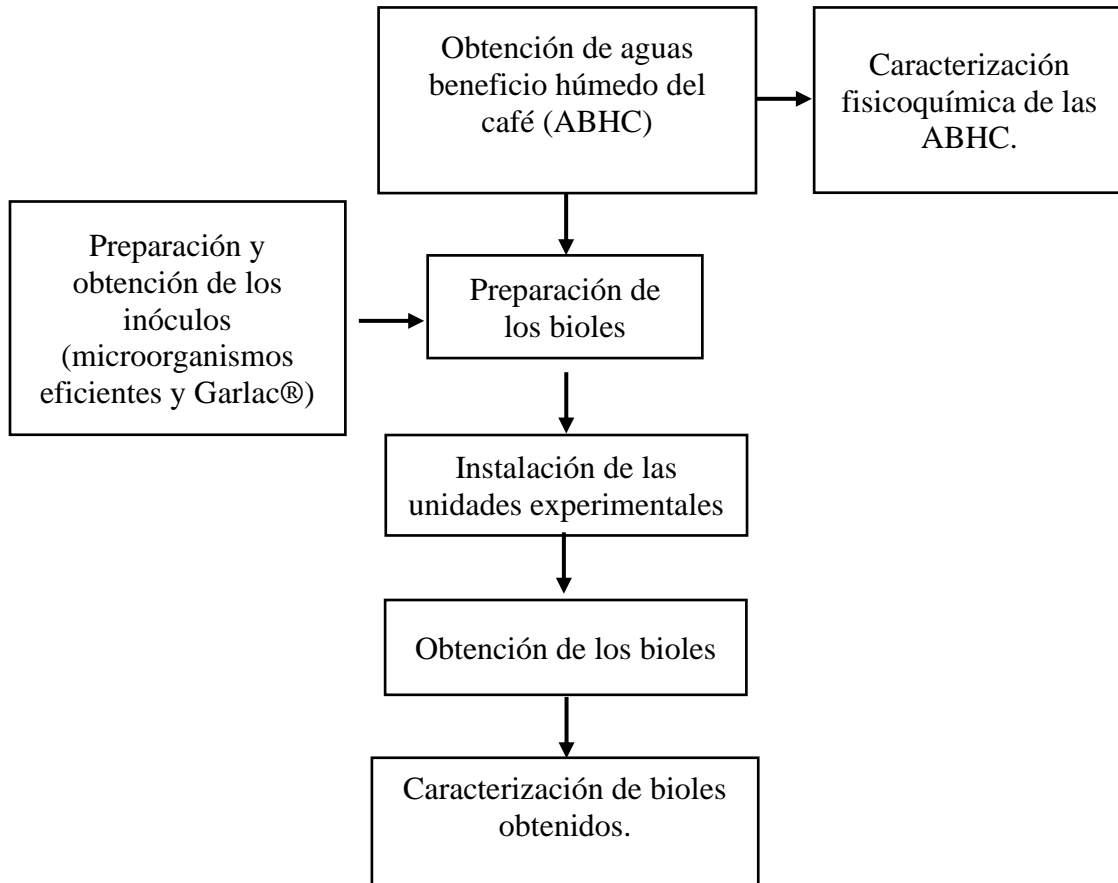 Obtención de aguas
beneficio húmedo del
café (ABHC)
Caracterización
fisicoquímica de las
ABHC.
Preparación y
obtención de los
inóculos
(microorganismos
eficientes y Garlac®)
Preparación de
los bioles
Instalación de las
unidades experimentales
Obtención de los bioles
Caracterización de bioles
obtenidos.